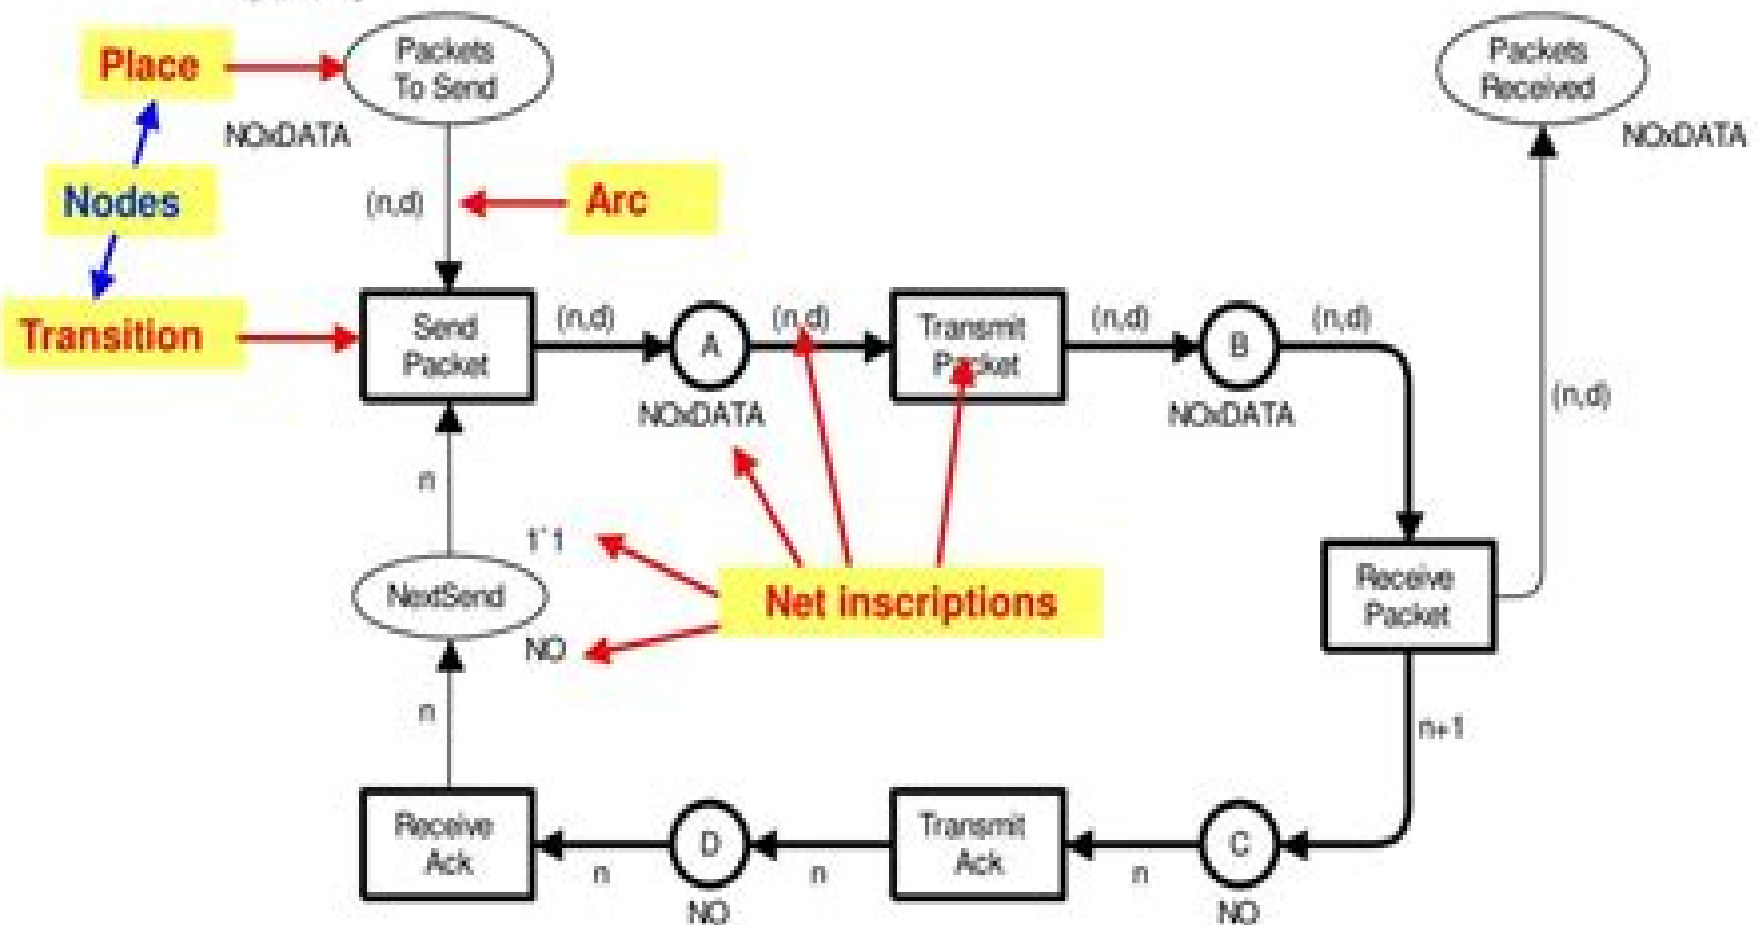 Place
Packets
To Send
Packets
Received
NOxDATA
NOxDATA
Nodes
(n,d)
Arc
Transition
Send
Packet
(n,d)
A
(n,d)
Transmit
Packet
(n,d)
B
(n,d)
(n,d)
NOxDATA
NOxDATA
n
1`1
NextSend
Net inscriptions
Receive
Packet
NO
n
n+1
Receive
Ack
n
D
n
Transmit
Ack
n
C
NO
NO